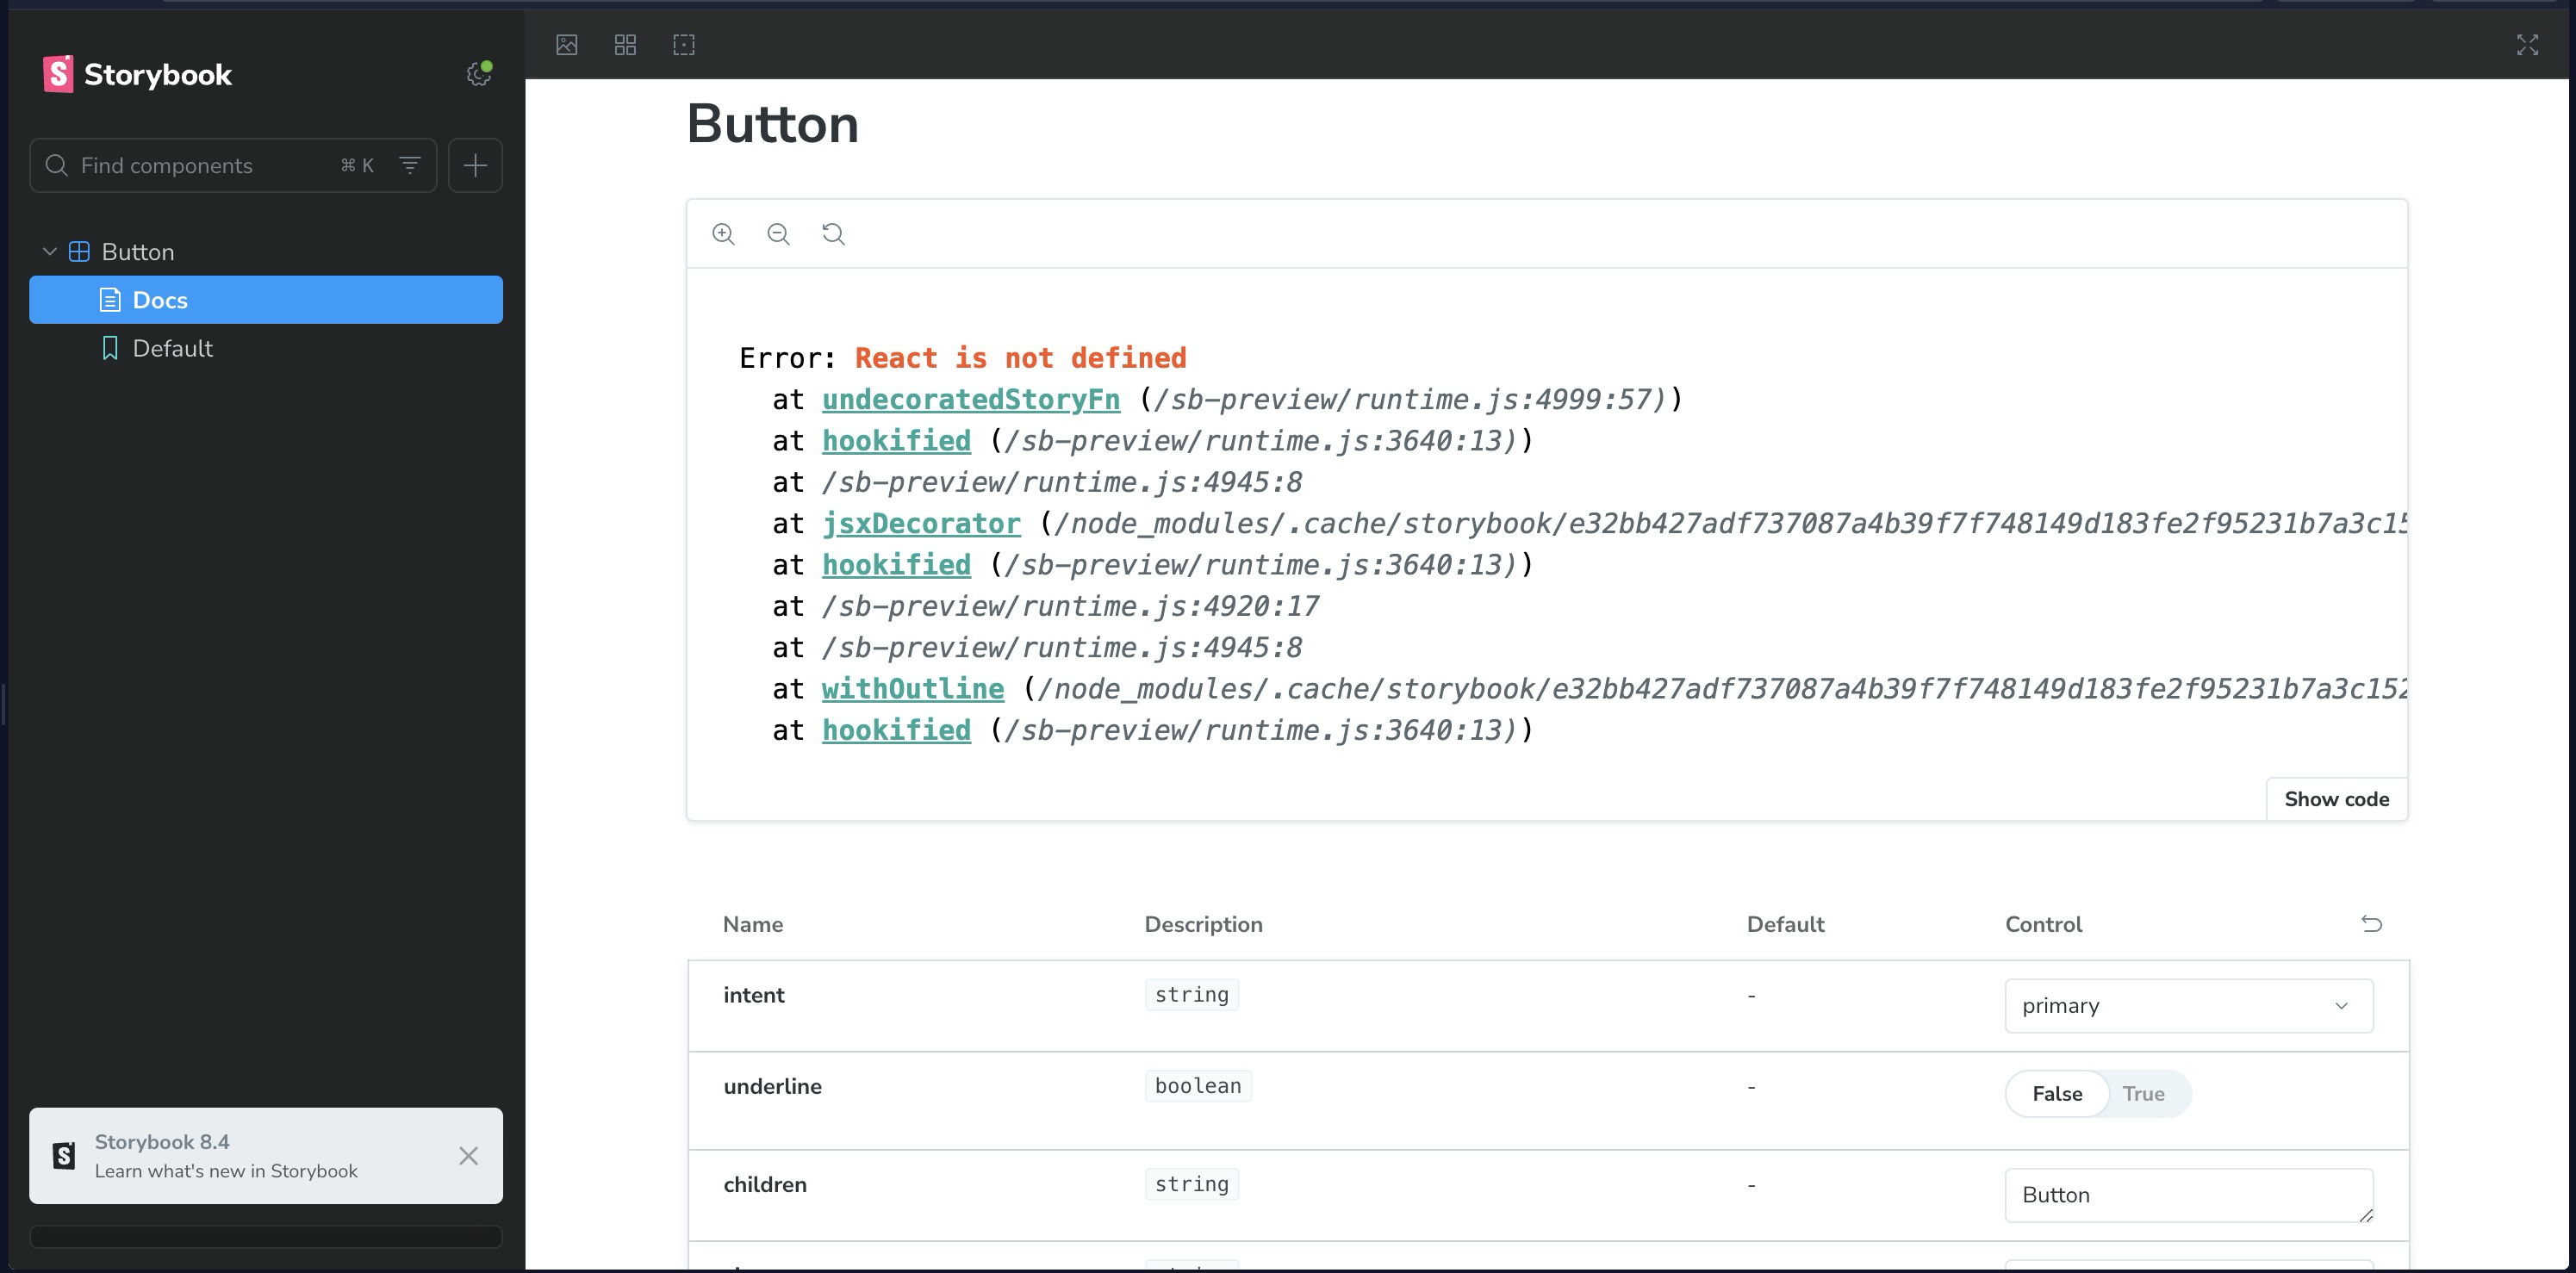 Storybook
Find components
⌘ K
Button
Docs
Default
Storybook 8.4
Learn what's new in Storybook
Button
Error: React is not defined
at undecoratedStoryFn (/sb-preview/runtime.js:4999:57))
at hookified (/sb-preview/runtime.js:3640:13))
at /sb-preview/runtime.js:4945:8
at jsxDecorator (/node_modules/.cache/storybook/e32bb427adf737087a4b39f7f748149d183fe2f95231b7a3c15
at hookified (/sb-preview/runtime.js:3640:13))
at /sb-preview/runtime.js:4920:17
at /sb-preview/runtime.js:4945:8
at withOutline (/node_modules/.cache/storybook/e32bb427adf737087a4b39f7f748149d183fe2f95231b7a3c152
at hookified (/sb-preview/runtime.js:3640:13))
Show code
Name Description Default Control
intent string - primary
underline boolean - False True
children string - Button